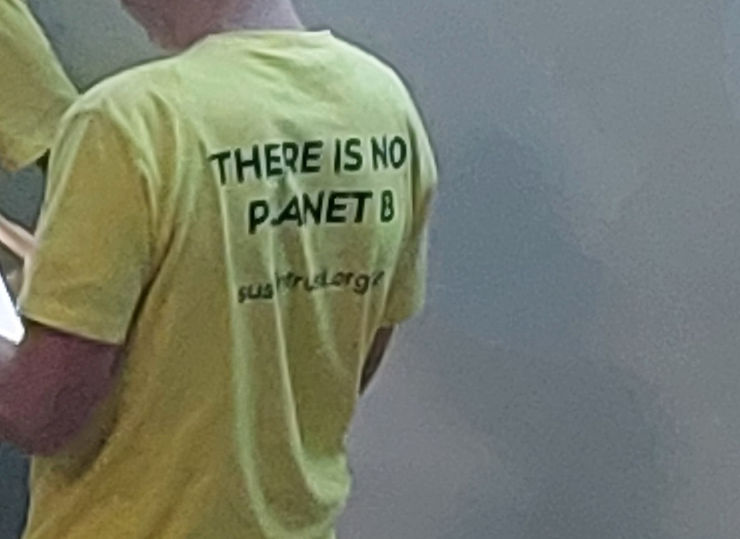 THERE IS NO
PLANET B